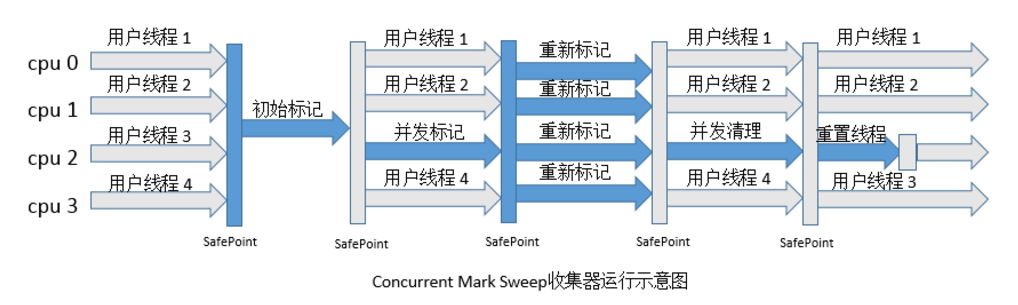 用户线程 1
用户线程 1
重新标记
用户线程 1
用户线程 1
cpu 0
用户线程 2
用户线程 2
重新标记
用户线程 2
用户线程 2
cpu 1
初始标记
用户线程 3
并发标记
重新标记
并发清理
重置线程
cpu 2
用户线程 4
用户线程 4
重新标记
用户线程 4
用户线程 3
cpu 3
SafePoint
SafePoint
SafePoint
SafePoint
SafePoint
Concurrent Mark Sweep收集器运行示意图